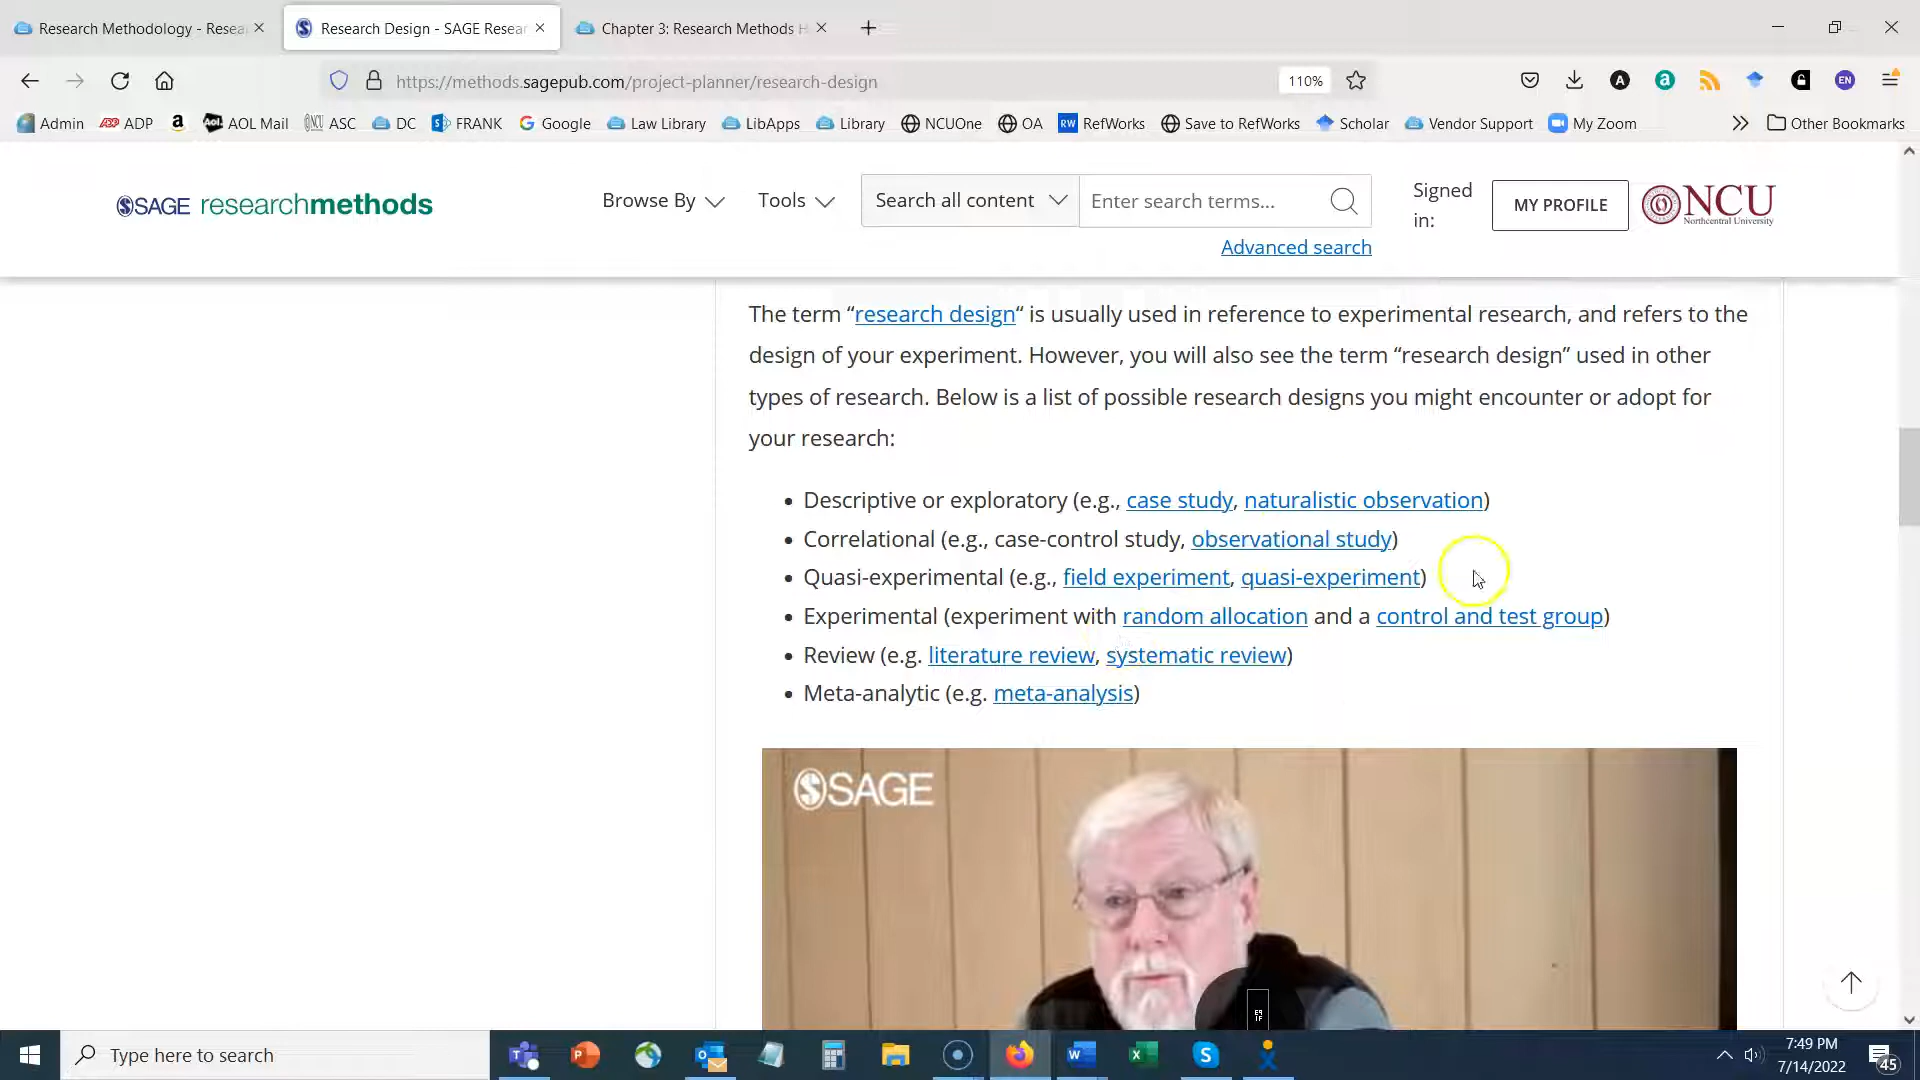 Research Methodology - Resea
Research Design - SAGE Resear
Chapter 3: Research Methods H
https://methods.sagepub.com/project-planner/research-design
110%
A
a
EN
Admin
ADP
AOL Mail
ASC
DC
FRANK
Google
Law Library
LibApps
Library
NCUOne
OA
RefWorks
Save to RefWorks
Scholar
Vendor Support
My Zoom
Other Bookmarks
SAGE researchmethods
Browse By
Tools
Search all content
Enter search terms...
Signed in:
MY PROFILE
NCU
Northcentral University
Advanced search
The term “research design“ is usually used in reference to experimental research, and refers to the
design of your experiment. However, you will also see the term “research design” used in other
types of research. Below is a list of possible research designs you might encounter or adopt for
your research:
• Descriptive or exploratory (e.g., case study, naturalistic observation)
• Correlational (e.g., case-control study, observational study)
• Quasi-experimental (e.g., field experiment, quasi-experiment)
• Experimental (experiment with random allocation and a control and test group)
• Review (e.g. literature review, systematic review)
• Meta-analytic (e.g. meta-analysis)
SAGE
Type here to search
7:49 PM
7/14/2022
45